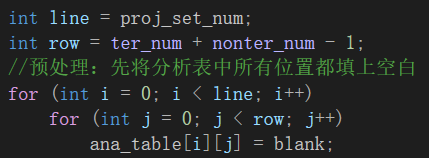 int line = proj_set_num;
int row = ter_num + nonter_num - 1;
//预处理：先将分析表中所有位置都填上空白
for (int i = 0; i < line; i++)
    for (int j = 0; j < row; j++)
        ana_table[i][j] = blank;